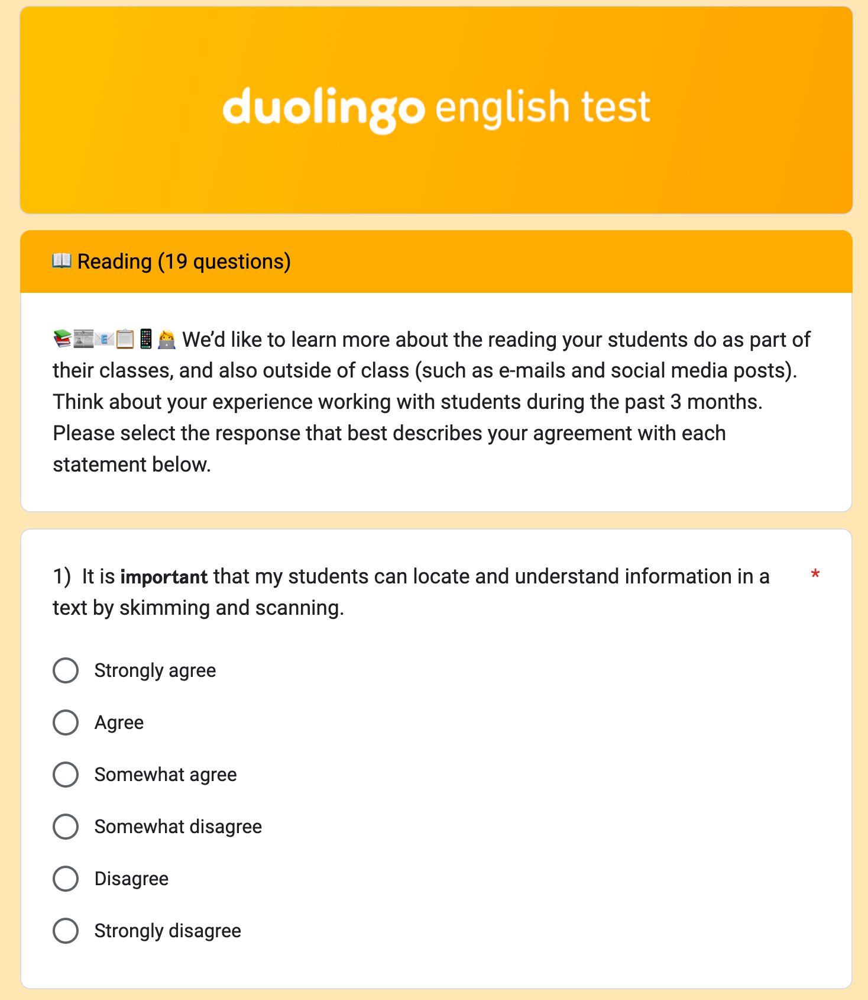 duolingo english test
📖 Reading (19 questions)
📚📰📧📋📱👩‍💻 We’d like to learn more about the reading your students do as part of
their classes, and also outside of class (such as e-mails and social media posts).
Think about your experience working with students during the past 3 months.
Please select the response that best describes your agreement with each
statement below.
1)  It is important that my students can locate and understand information in a *
text by skimming and scanning.
Strongly agree
Agree
Somewhat agree
Somewhat disagree
Disagree
Strongly disagree